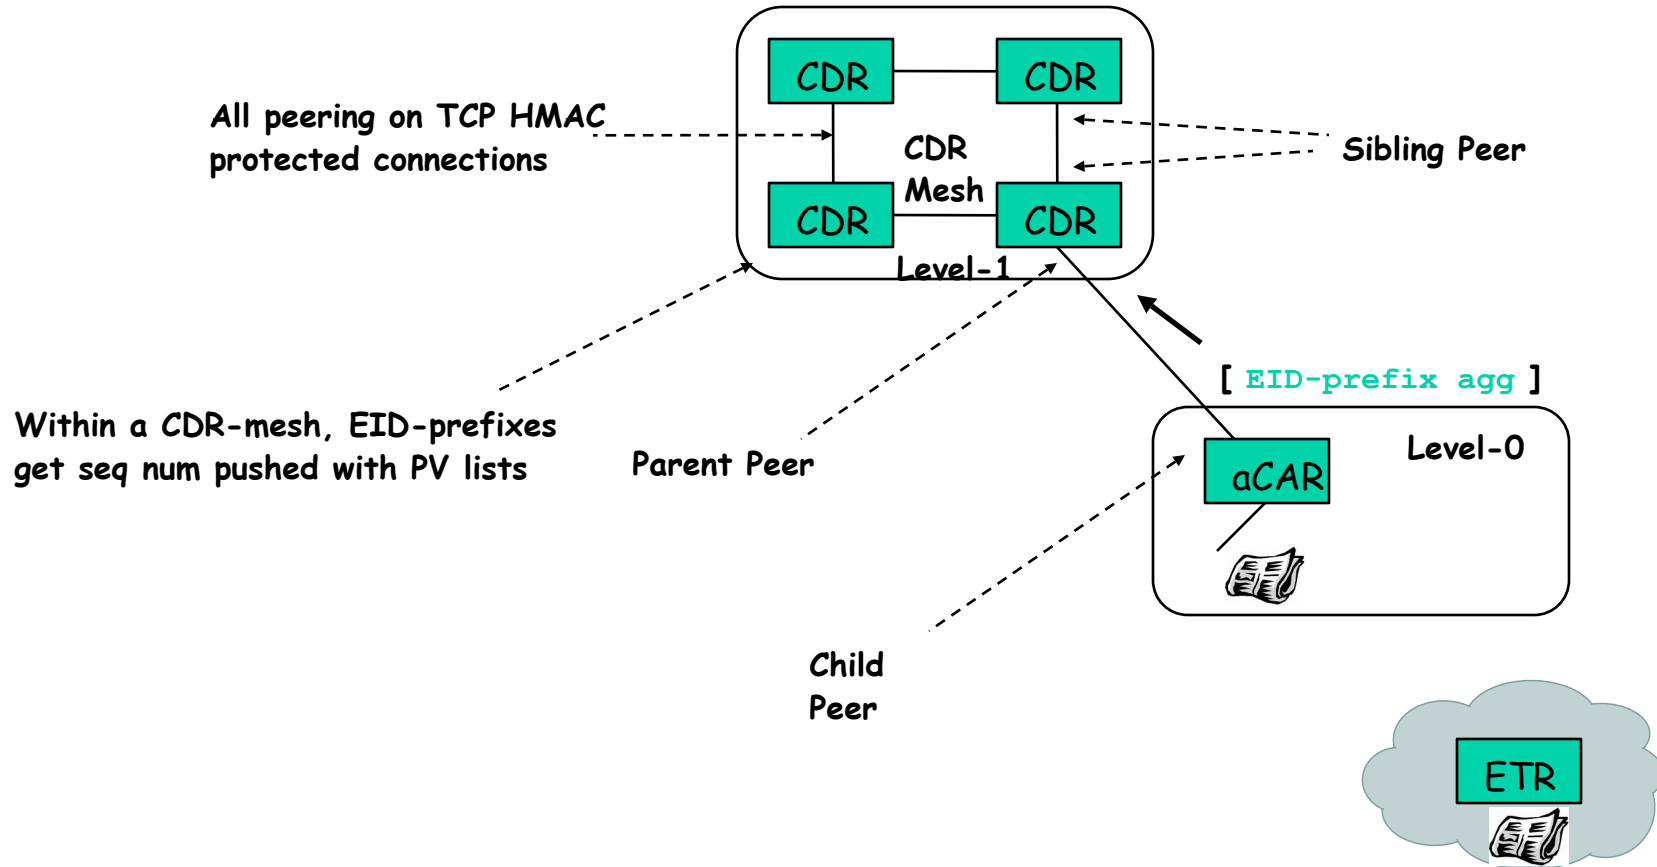 CDR
CDR
All peering on TCP HMAC
protected connections
CDR
Mesh
Sibling Peer
CDR
CDR
Level-1
[ EID-prefix agg ]
Within a CDR-mesh, EID-prefixes
get seq num pushed with PV lists
Parent Peer
Level-0
aCAR
Child
Peer
ETR